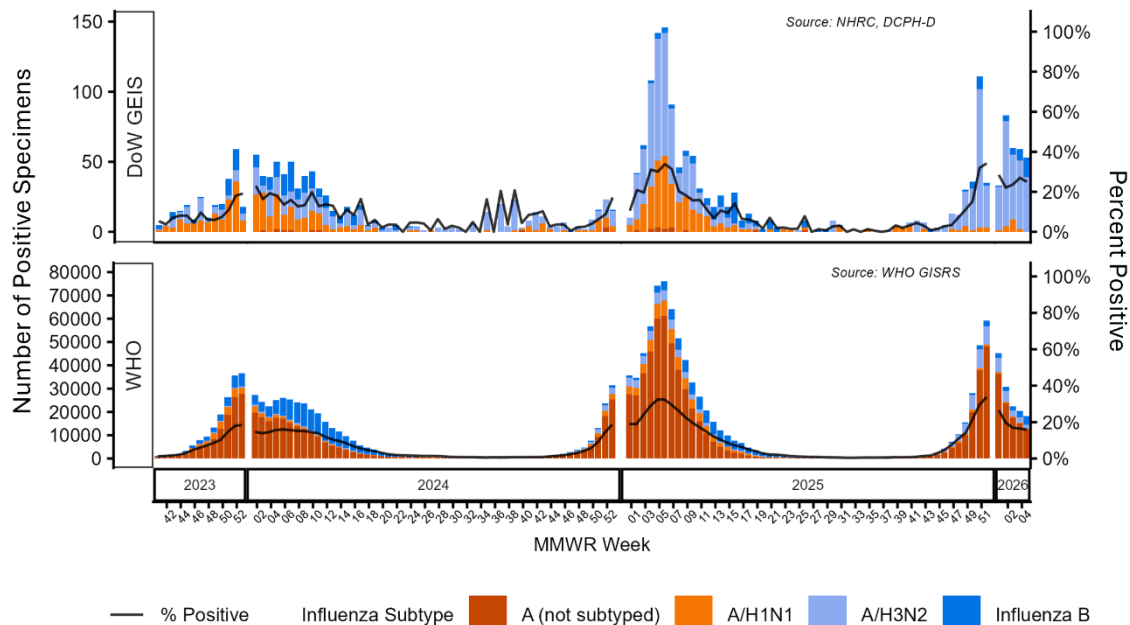 Number of Positive Specimens
DoW GEIS
150
100
50
0
Source: NHRC, DCPH-D
100%
80%
60%
40%
20%
0%
WHO
80000
70000
60000
50000
40000
30000
20000
10000
0
Source: WHO GISRS
100%
80%
60%
40%
20%
0%
Percent Positive
2023 2024 2025 2026
42 44 46 48 50 52 02 04 06 08 10 12 14 16 18 20 22 24 26 28 30 32 34 36 38 40 42 44 46 48 50 52 01 03 05 07 09 11 13 15 17 19 21 23 25 27 29 31 33 35 37 39 41 43 45 47 49 51 02 04
MMWR Week
% Positive Influenza Subtype A (not subtyped) A/H1N1 A/H3N2 Influenza B